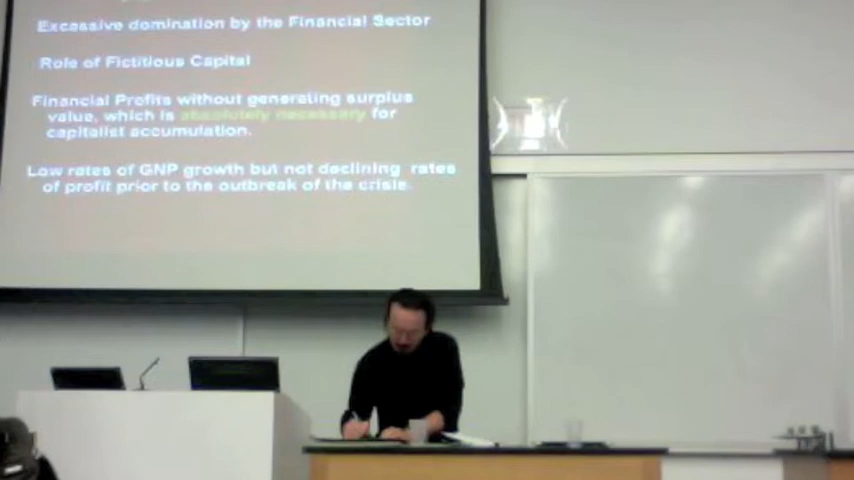 Excessive domination by the Financial Sector
Role of Fictitious Capital
Financial Profits without generating surplus
value, which is absolutely necessary for
capitalist accumulation.
Low rates of GNP growth but not declining rates
of profit prior to the outbreak of the crisis.